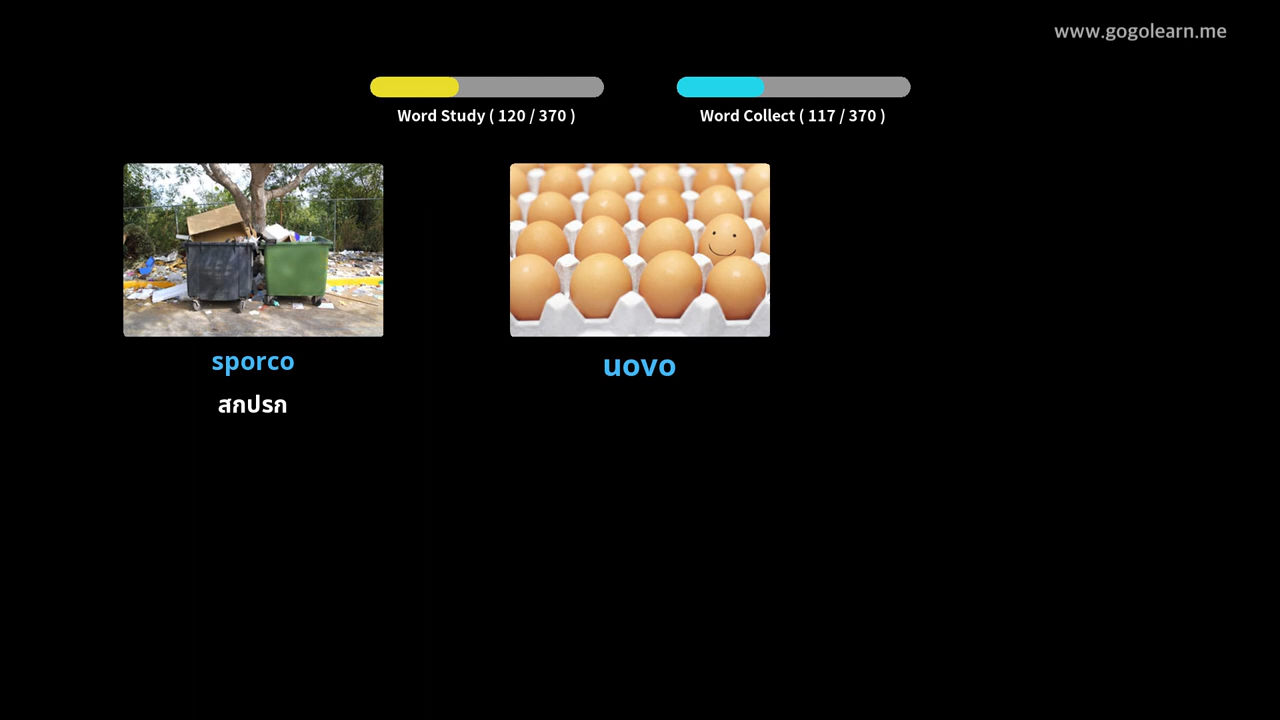 www.gogolearn.me
Word Study ( 120 / 370 )
Word Collect ( 117 / 370 )
sporco
สกปรก
uovo